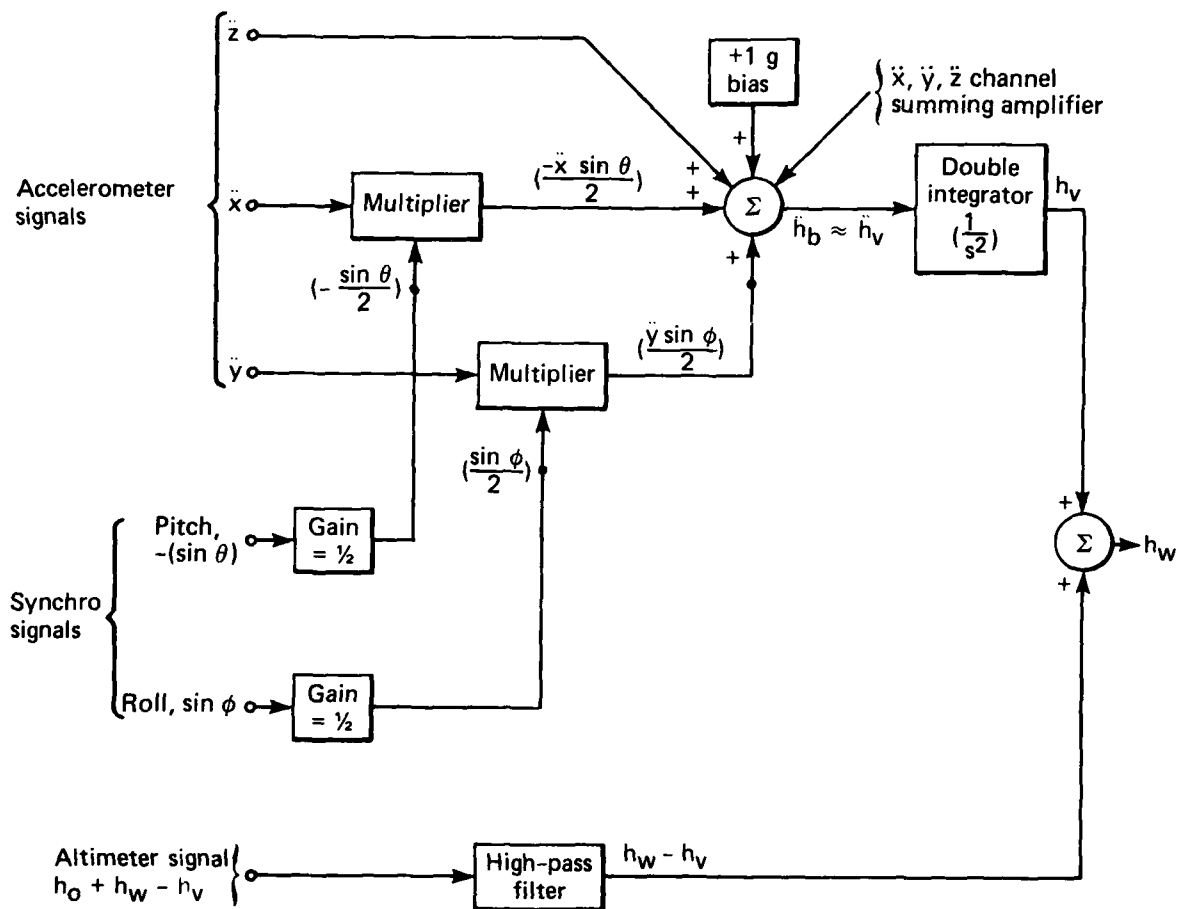 z̈
+1 g
bias
ẍ, ÿ, z̈ channel
summing amplifier
Accelerometer
signals
ẍ
Multiplier
(-ẍ sin θ)
2
+
+
+
Σ
+
ḧb ≈ ḧv
Double
integrator
(1/s²)
hv
(- sin θ)
2
ÿ
Multiplier
(ÿ sin ϕ)
2
(sin ϕ)
2
Synchro
signals
Pitch,
-(sin θ)
Gain
= ½
Roll, sin ϕ
Gain
= ½
+
Σ
hw
+
Altimeter signal
ho + hw - hv
High-pass
filter
hw - hv